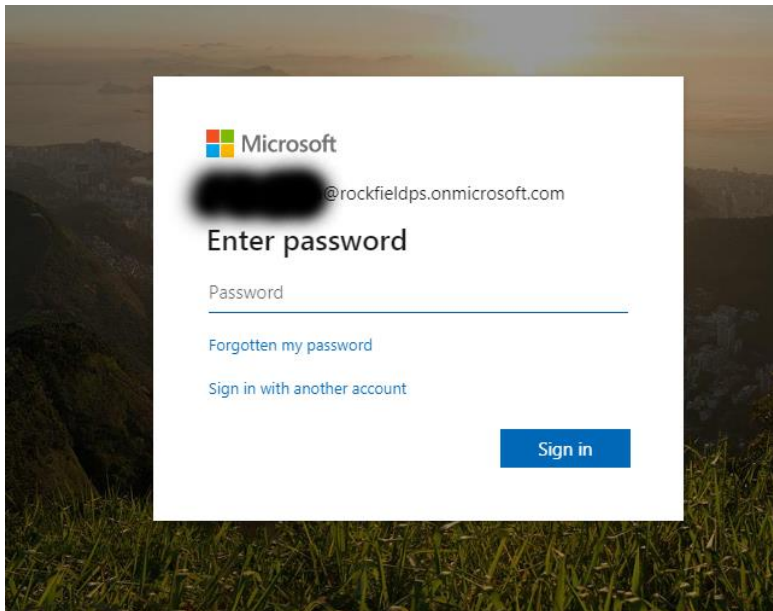 Microsoft
@rockfieldps.onmicrosoft.com
Enter password
Password
Forgotten my password
Sign in with another account
Sign in